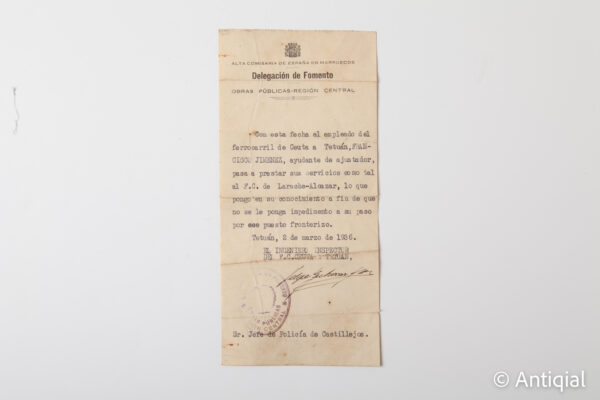 ALTA COMISARÍA DE ESPAÑA EN MARRUECOS
Delegación de Fomento
OBRAS PÚBLICAS-REGIÓN CENTRAL
Con esta fecha el empleado del
ferrocarril de Ceuta a Tetuán, FRAN-
CISCO JIMENEZ, ayudante de ajustador,
pasa a prestar sus servicios como tal
al F.C. de Larache-Alcazar, lo que
pongo en su conocimiento a fin de que
no se le ponga impedimento a su paso
por ese puesto fronterizo.
Tetuán, 2 de marzo de 1936.
EL INGENIERO INSPECTOR
DEL F.C.CEUTA TETUAN,
Sr. Jefe de Policía de Castillejos.
© Antiqial